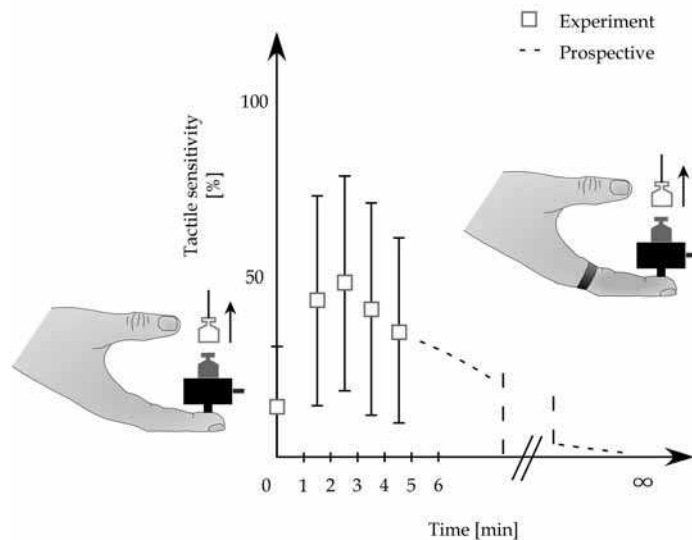 Experiment
Prospective
100
Tactile sensitivity
[%]
50
0 1 2 3 4 5 6 ∞
Time [min]